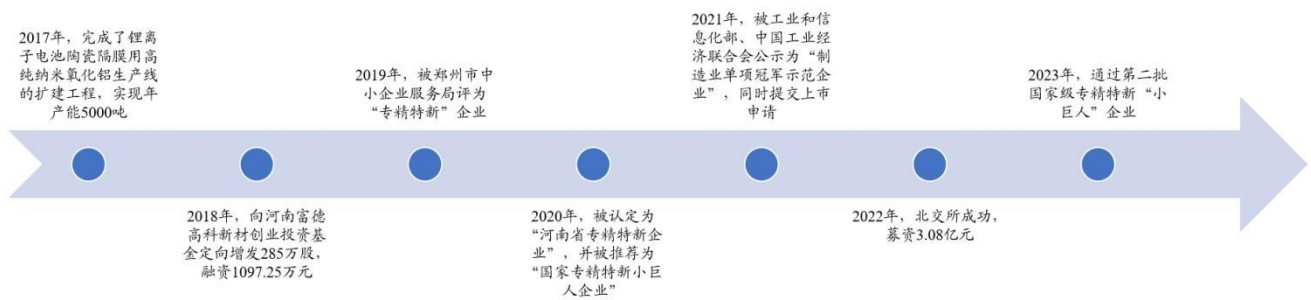 2017年，完成了锂离
子电池陶瓷隔膜用高
纯纳米氧化铝生产线
的扩建工程，实现年
产能5000吨
2018年，向河南富德
高科新材创业投资基
金定向增发285万股，
融资1097.25万元
2019年，被郑州市中
小企业服务局评为
“专精特新”企业
2020年，被认定为
“河南省专精特新企
业”，并被推荐为
“国家专精特新小巨
人企业”
2021年，被工业和信
息化部、中国工业经
济联合会公示为“制
造业单项冠军示范企
业”，同时提交上市
申请
2022年，北交所成功，
募资3.08亿元
2023年，通过第二批
国家级专精特新“小
巨人”企业